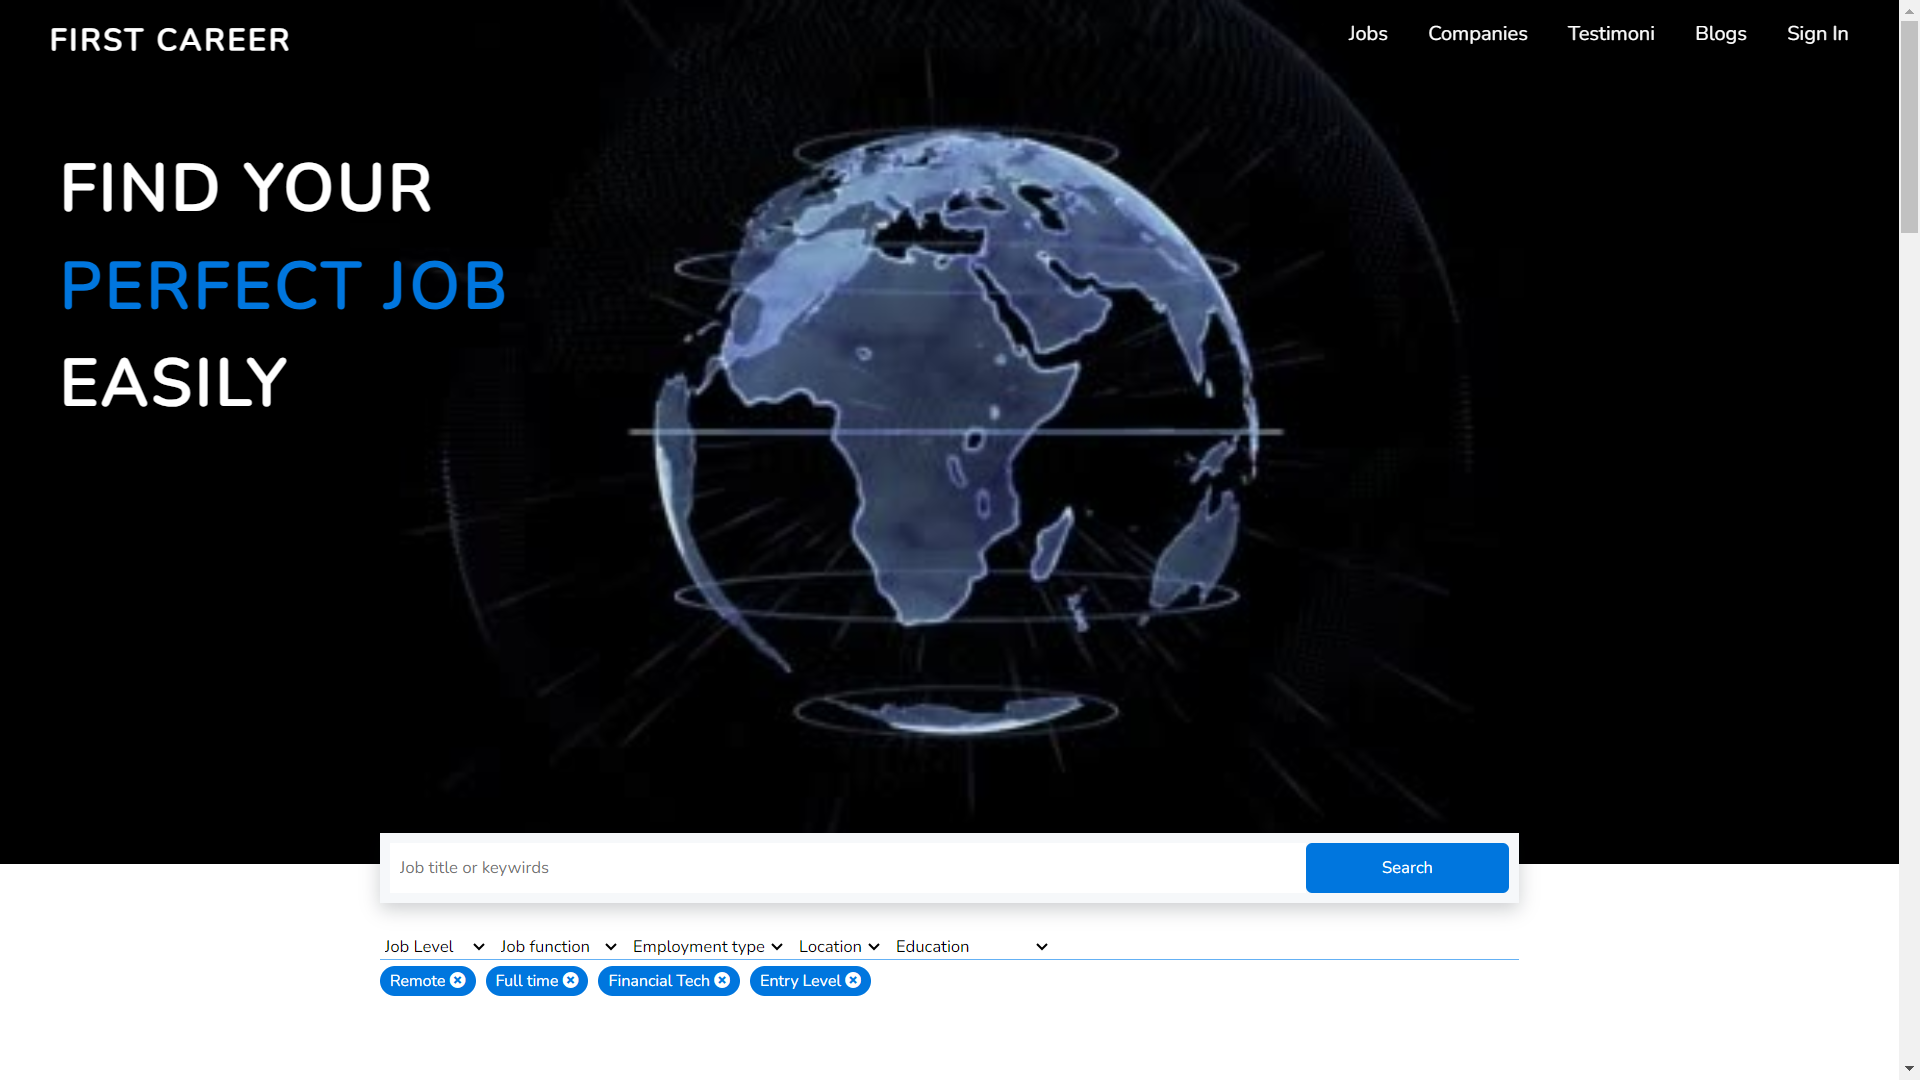 FIRST CAREER
Jobs Companies Testimoni Blogs Sign In
FIND YOUR
PERFECT JOB
EASILY
Job title or keywirds
Search
Job Level Job function Employment type Location Education
Remote Full time Financial Tech Entry Level